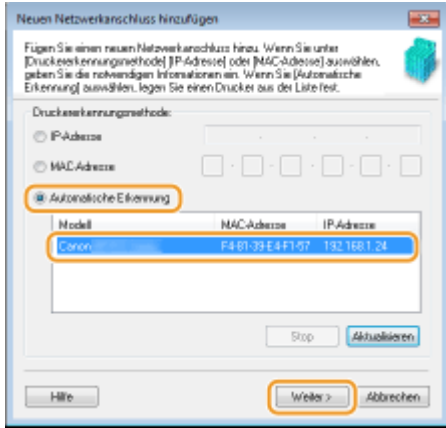 Neuen Netzwerkanschluss hinzufügen
Fügen Sie einen neuen Netzwerkanschluss hinzu. Wenn Sie unter
[Druckererkennungsmethode] [IP-Adresse] oder [MAC-Adresse] auswählen,
geben Sie die notwendigen Informationen ein. Wenn Sie [Automatische
Erkennung] auswählen, legen Sie einen Drucker aus der Liste fest.
Druckererkennungsmethode:
IP-Adresse
MAC-Adresse
Automatische Erkennung
Modell MAC-Adresse IP-Adresse
Canon F4-81-39-E4-F1-57 192.168.1.24
Stop Aktualisieren
Hilfe Weiter > Abbrechen